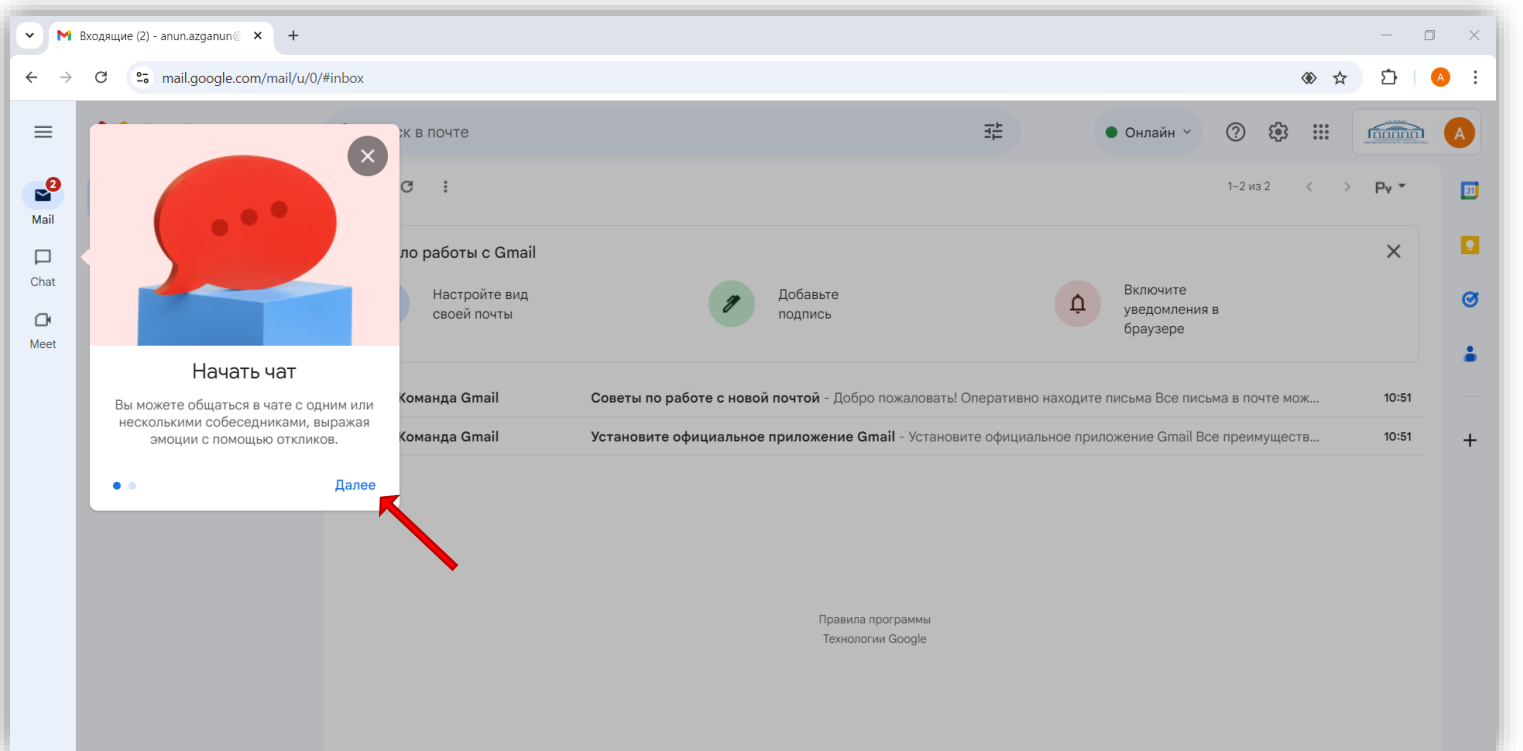 Входящие (2) - anun.azganun@
mail.google.com/mail/u/0/#inbox
ск в почте
Онлайн
A
A
2
Mail
Chat
Meet
1–2 из 2
Ру
31
ло работы с Gmail
Настройте вид
своей почты
Добавьте
подпись
Включите
уведомления в
браузере
Начать чат
Вы можете общаться в чате с одним или
несколькими собеседниками, выражая
эмоции с помощью откликов.
Далее
Команда Gmail Советы по работе с новой почтой - Добро пожаловать! Оперативно находите письма Все письма в почте мож... 10:51
Команда Gmail Установите официальное приложение Gmail - Установите официальное приложение Gmail Все преимуществ... 10:51
Правила программы
Технологии Google